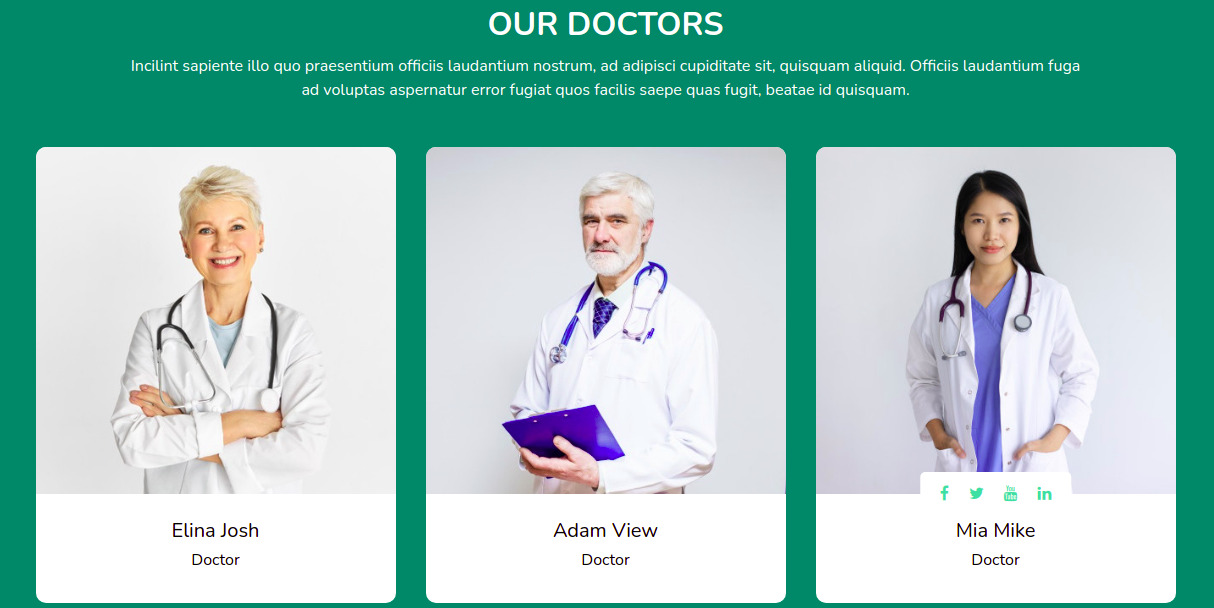 OUR DOCTORS
Incilint sapiente illo quo praesentium officiis laudantium nostrum, ad adipisci cupiditate sit, quisquam aliquid. Officiis laudantium fuga
ad voluptas aspernatur error fugiat quos facilis saepe quas fugit, beatae id quisquam.
You
Tube
Elina Josh
Doctor
Adam View
Doctor
Mia Mike
Doctor